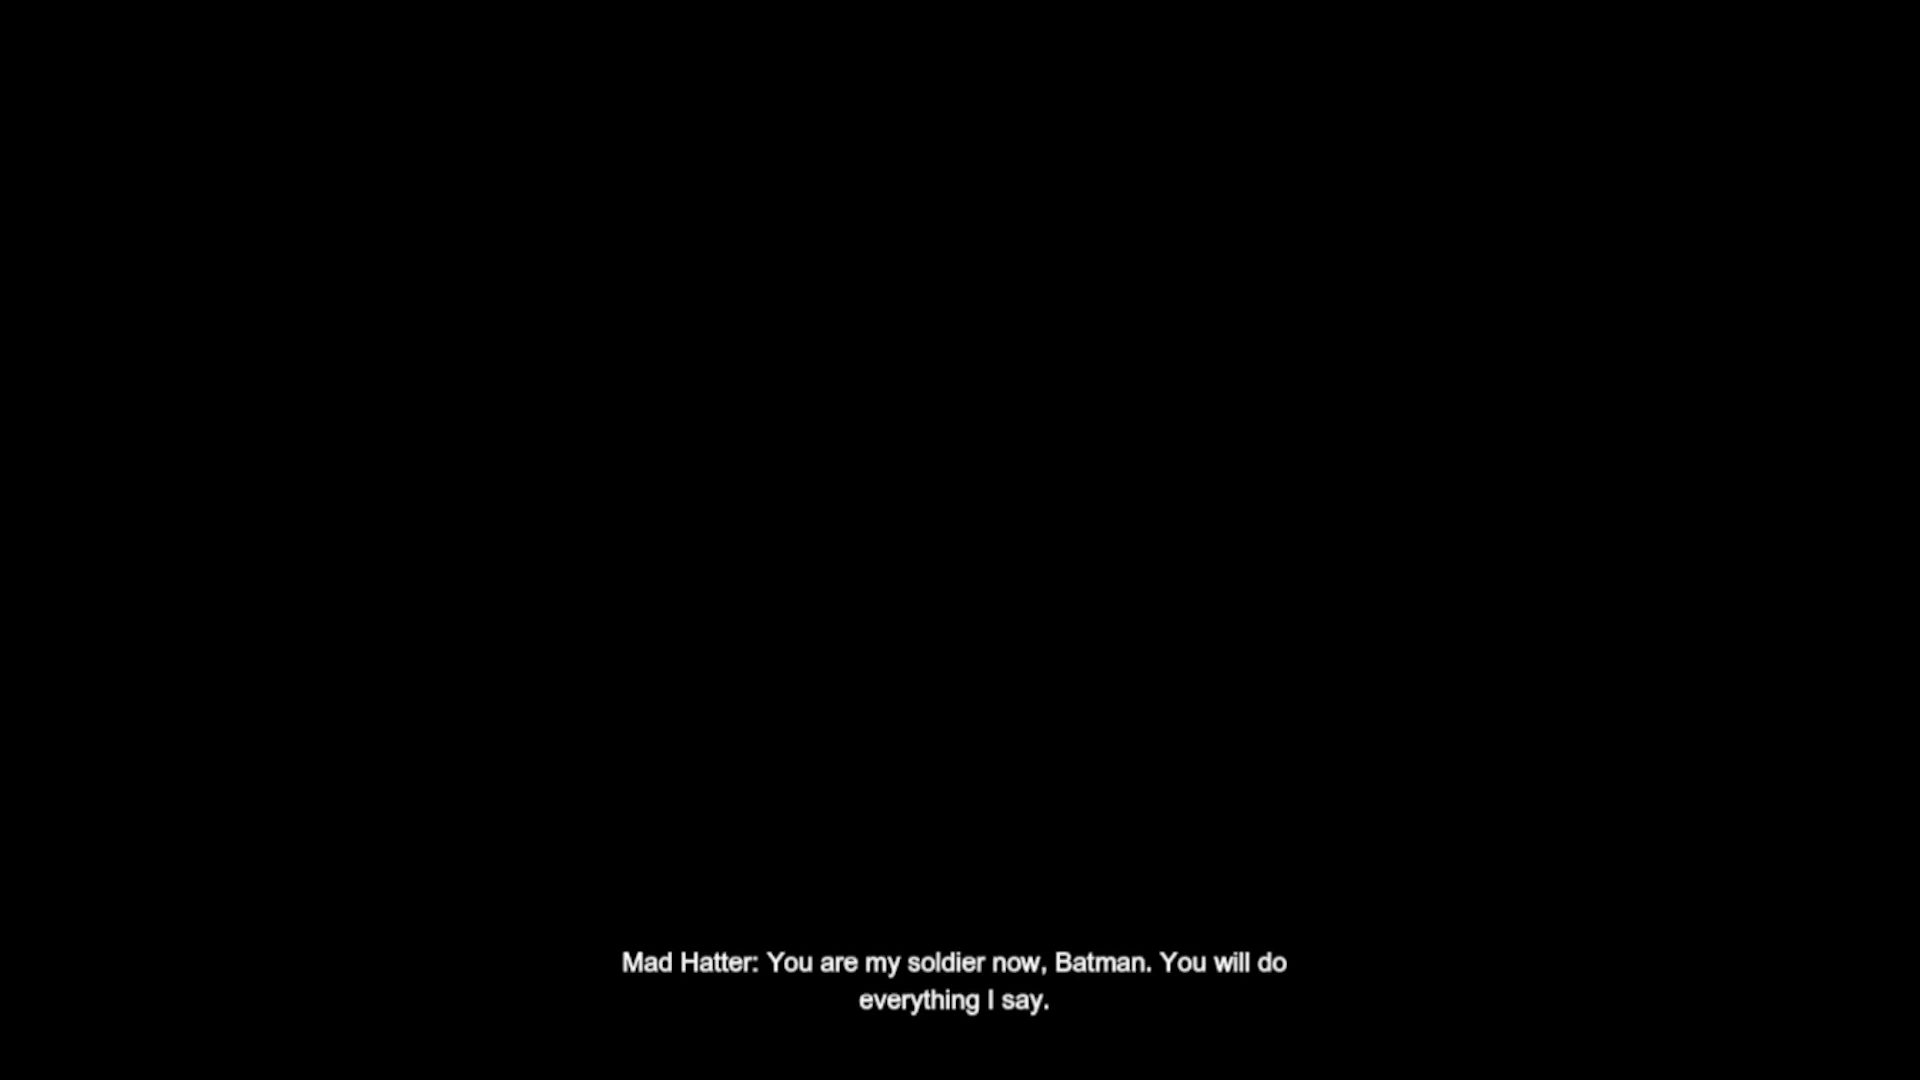 Mad Hatter: You are my soldier now, Batman. You will do
everything I say.